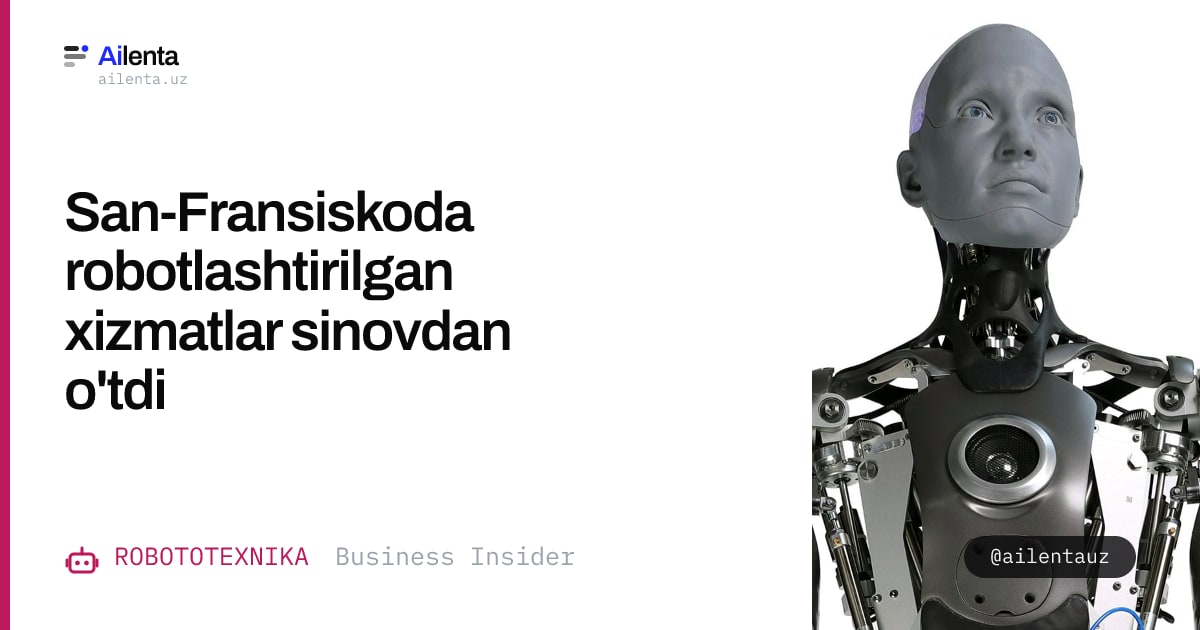 Ailenta
ailenta.uz
San-Fransiskoda
robotlashtirilgan
xizmatlar sinovdan
o'tdi
ROBOTOTEXNIKA Business Insider
@ailentauz